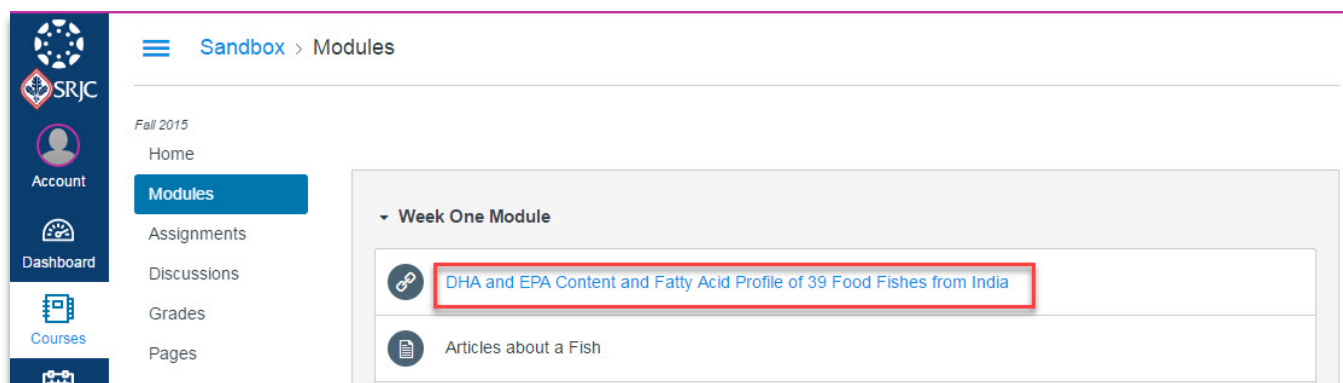 SRJC
Account
Dashboard
Courses
Sandbox > Modules
Fall 2015
Home
Modules
Assignments
Discussions
Grades
Pages
Week One Module
DHA and EPA Content and Fatty Acid Profile of 39 Food Fishes from India
Articles about a Fish